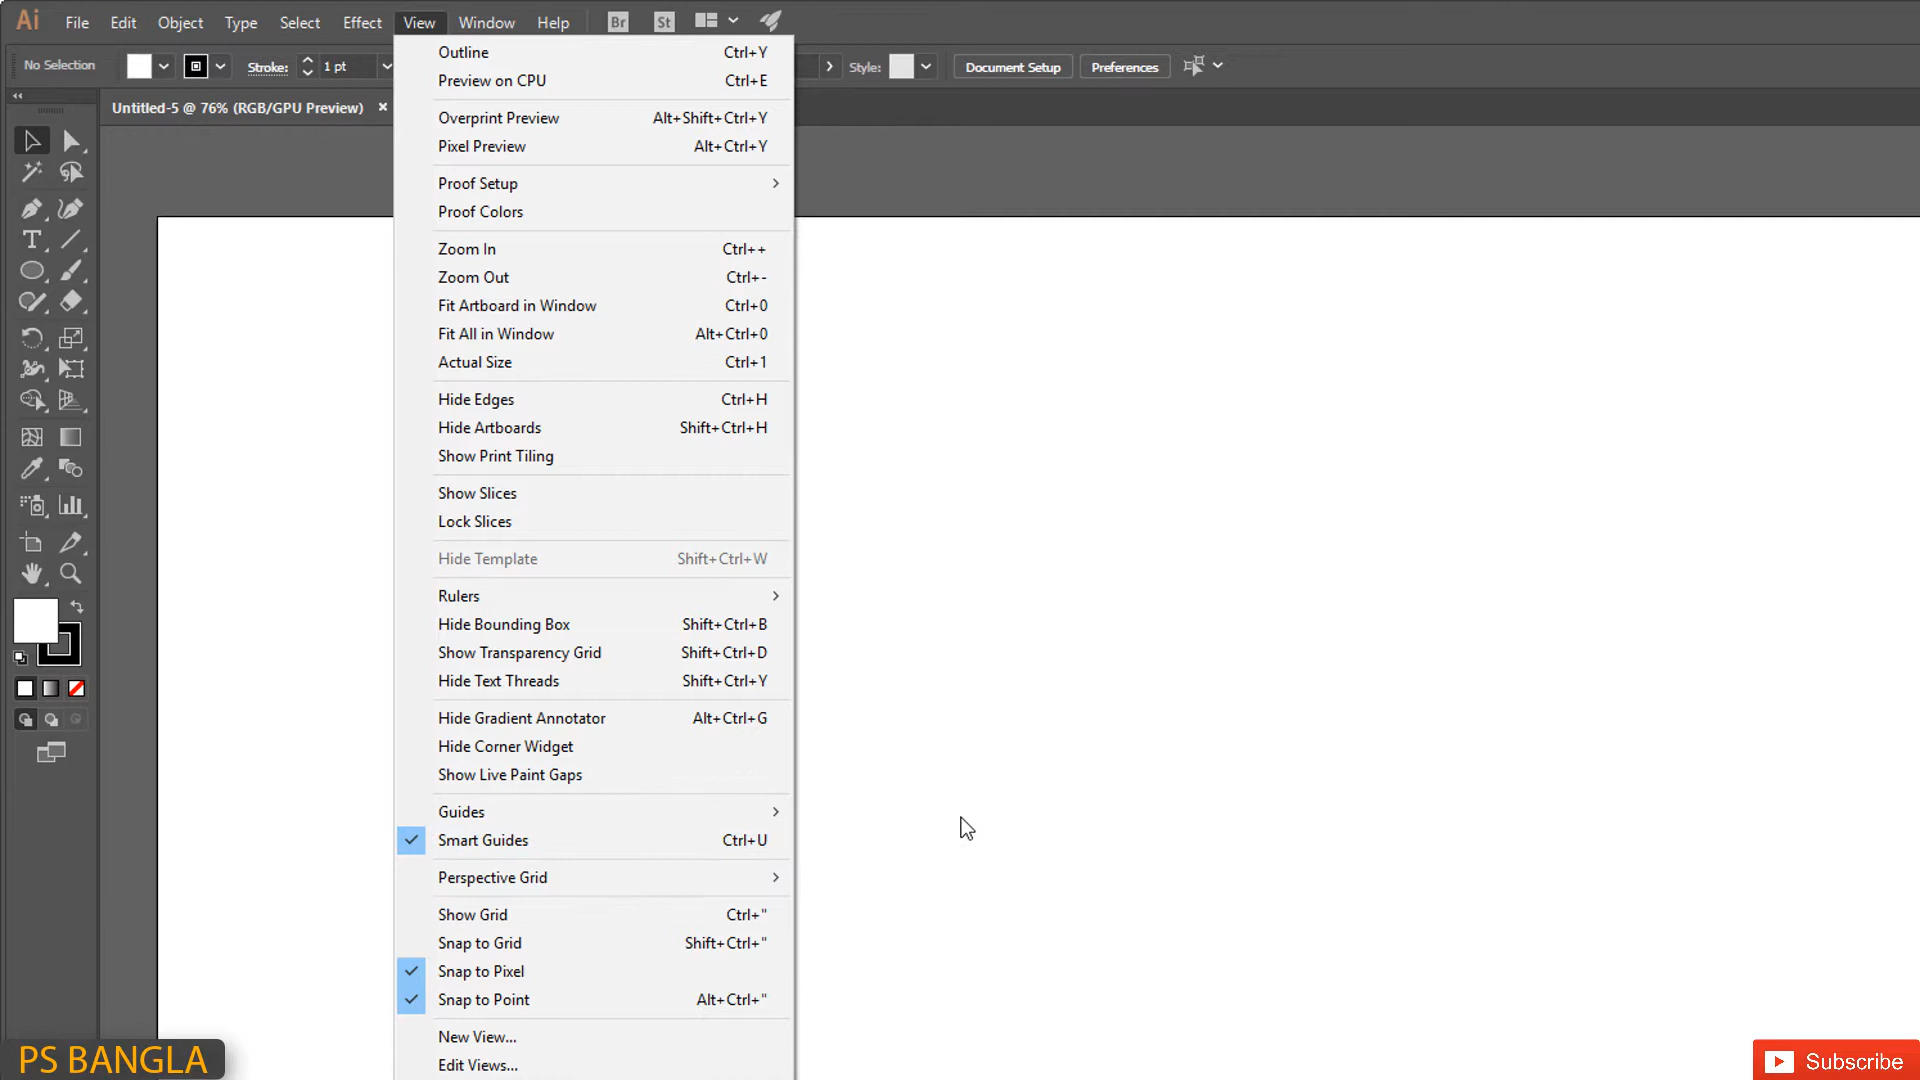 Ai File Edit Object Type Select Effect View Window Help Br St
No Selection Stroke: 1 pt Style: Document Setup Preferences
Untitled-5 @ 76% (RGB/GPU Preview) ×
Outline Ctrl+Y
Preview on CPU Ctrl+E
Overprint Preview Alt+Shift+Ctrl+Y
Pixel Preview Alt+Ctrl+Y
Proof Setup
Proof Colors
Zoom In Ctrl++
Zoom Out Ctrl+-
Fit Artboard in Window Ctrl+0
Fit All in Window Alt+Ctrl+0
Actual Size Ctrl+1
Hide Edges Ctrl+H
Hide Artboards Shift+Ctrl+H
Show Print Tiling
Show Slices
Lock Slices
Hide Template Shift+Ctrl+W
Rulers
Hide Bounding Box Shift+Ctrl+B
Show Transparency Grid Shift+Ctrl+D
Hide Text Threads Shift+Ctrl+Y
Hide Gradient Annotator Alt+Ctrl+G
Hide Corner Widget
Show Live Paint Gaps
Guides
Smart Guides Ctrl+U
Perspective Grid
Show Grid Ctrl+"
Snap to Grid Shift+Ctrl+"
Snap to Pixel
Snap to Point Alt+Ctrl+"
New View...
Edit Views...
PS BANGLA
Subscribe